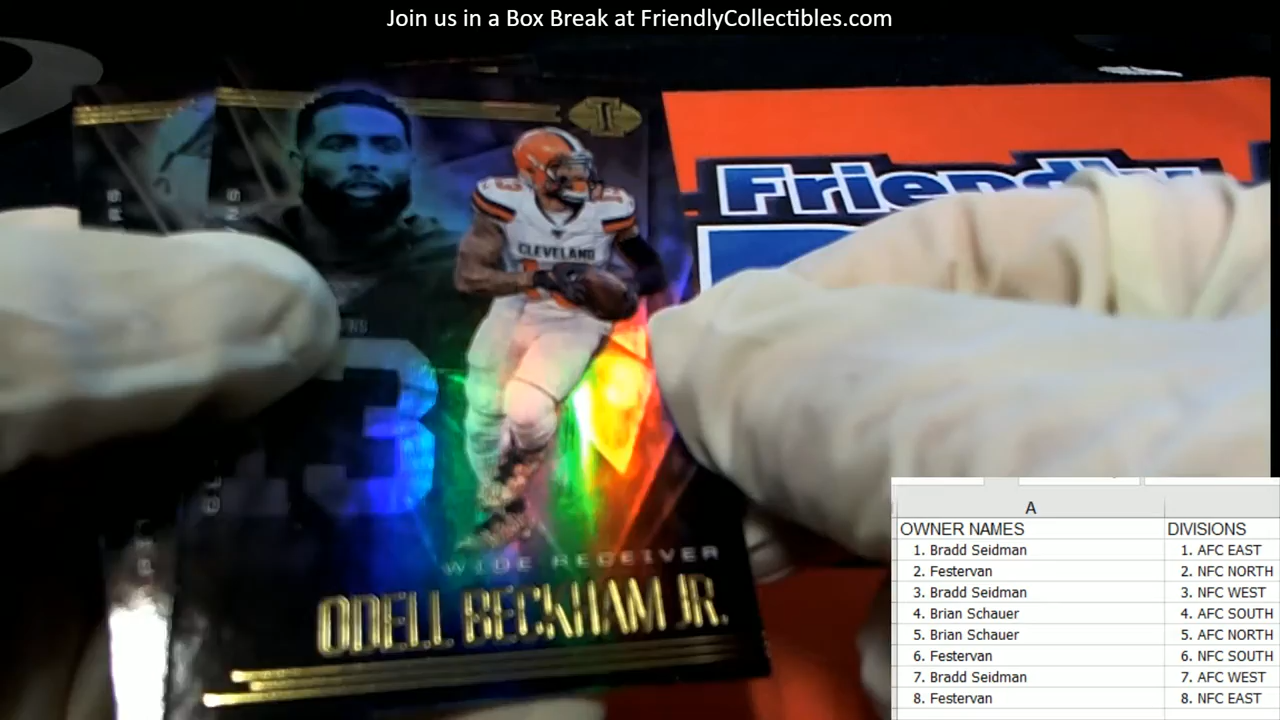 Join us in a Box Break at FriendlyCollectibles.com
Friendly
CLEVELAND
13
WIDE RECEIVER
ODELL BECKHAM JR.
A
OWNER NAMES DIVISIONS
1. Bradd Seidman 1. AFC EAST
2. Festervan 2. NFC NORTH
3. Bradd Seidman 3. NFC WEST
4. Brian Schauer 4. AFC SOUTH
5. Brian Schauer 5. AFC NORTH
6. Festervan 6. NFC SOUTH
7. Bradd Seidman 7. AFC WEST
8. Festervan 8. NFC EAST